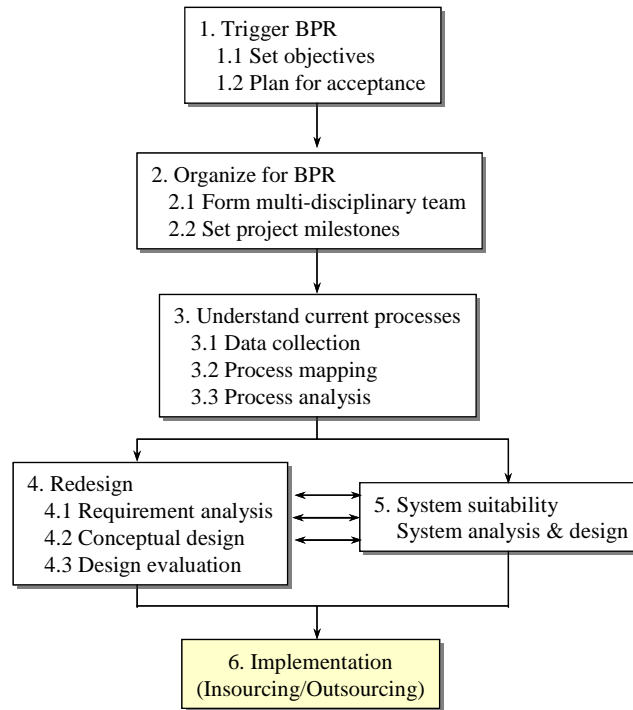 1. Trigger BPR
1.1 Set objectives
1.2 Plan for acceptance
2. Organize for BPR
2.1 Form multi-disciplinary team
2.2 Set project milestones
3. Understand current processes
3.1 Data collection
3.2 Process mapping
3.3 Process analysis
4. Redesign
4.1 Requirement analysis
4.2 Conceptual design
4.3 Design evaluation
5. System suitability
System analysis & design
6. Implementation
(Insourcing/Outsourcing)